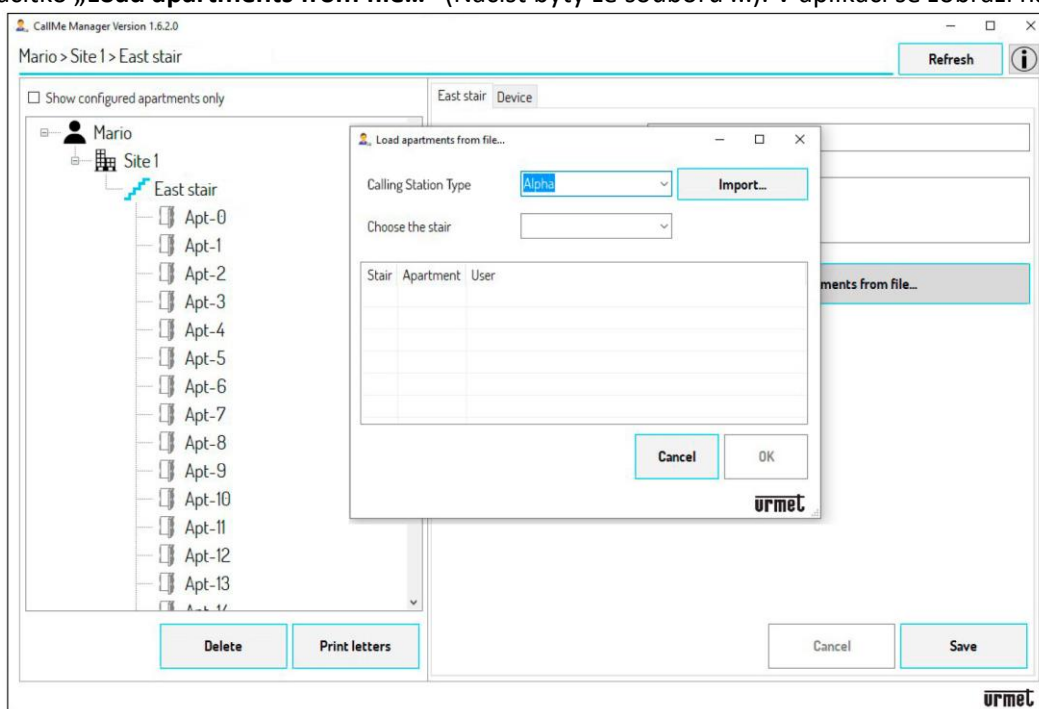 „Load apartments from file…“ (Načíst byty ze souboru …). V aplikaci se zobrazí
CallMe Manager Version 1.6.2.0
Mario > Site 1 > East stair
Refresh
Show configured apartments only
East stair Device
Mario
Site 1
East stair
Apt-0
Apt-1
Apt-2
Apt-3
Apt-4
Apt-5
Apt-6
Apt-7
Apt-8
Apt-9
Apt-10
Apt-11
Apt-12
Apt-13
Load apartments from file...
Calling Station Type Alpha Import...
Choose the stair
Stair Apartment User
Cancel OK
urmet
ments from file...
Delete Print letters
Cancel Save
urmet